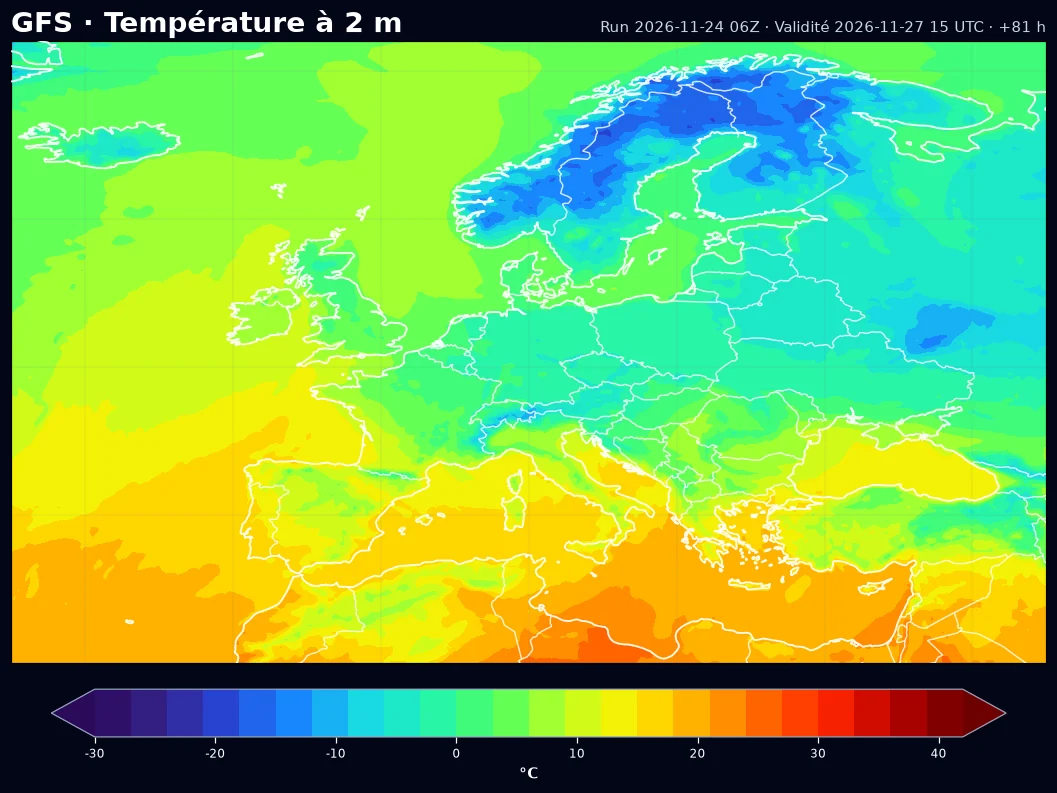 GFS · Température à 2 m
Run 2026-11-24 06Z · Validité 2026-11-27 15 UTC · +81 h
-30 -20 -10 0 10 20 30 40
°C